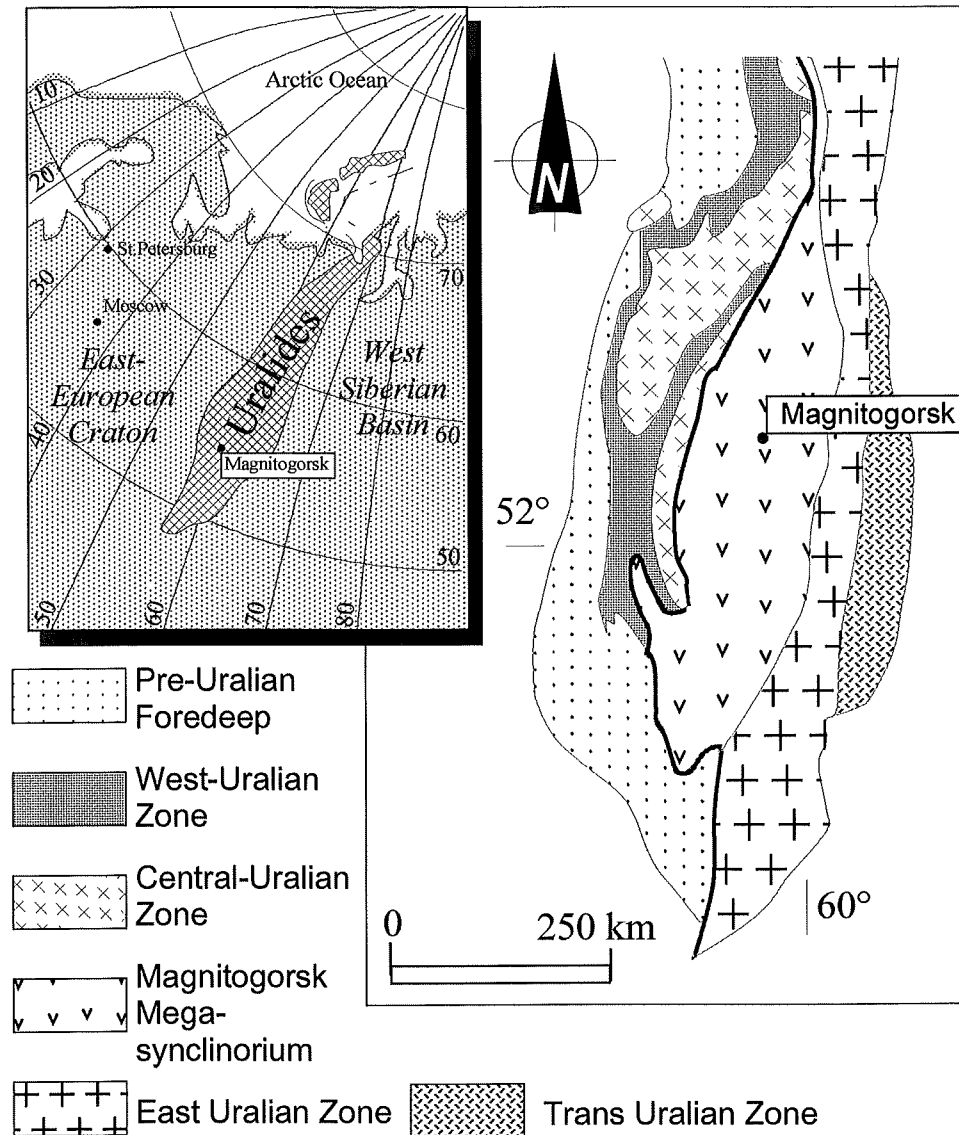 Arctic Ocean
10
20
30
40
50
60
70
80
70
60
50
St.Petersburg
Moscow
East-
European
Craton
Uralides
West
Siberian
Basin
Magnitogorsk
N
Magnitogorsk
52°
60°
0 250 km
Pre-Uralian
Foredeep
West-Uralian
Zone
Central-Uralian
Zone
Magnitogorsk
Mega-
synclinorium
East Uralian Zone
Trans Uralian Zone